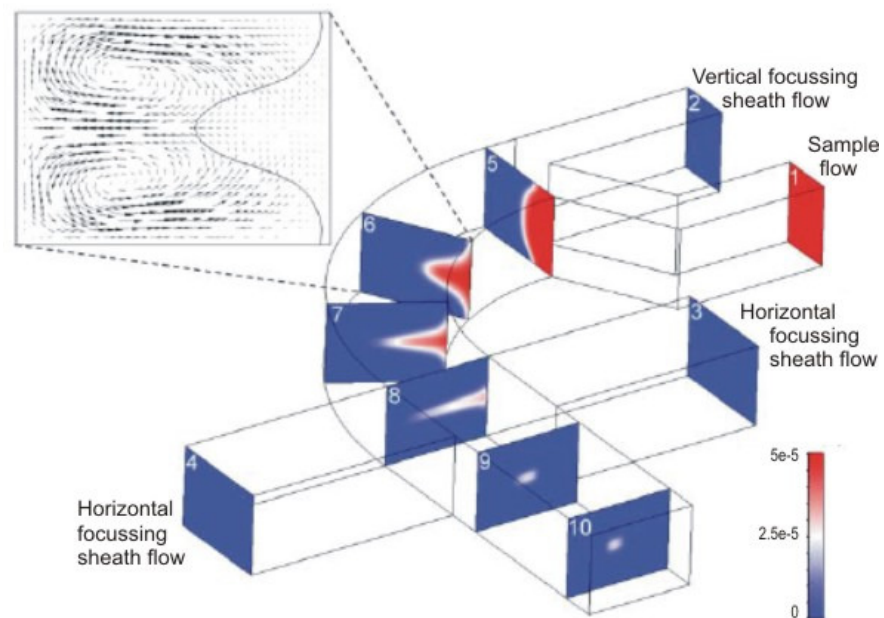 Vertical focussing
sheath flow
2
Sample
flow
1
5
6
3
Horizontal
focussing
sheath flow
7
8
4
9
10
Horizontal
focussing
sheath flow
5e-5
2.5e-5
0